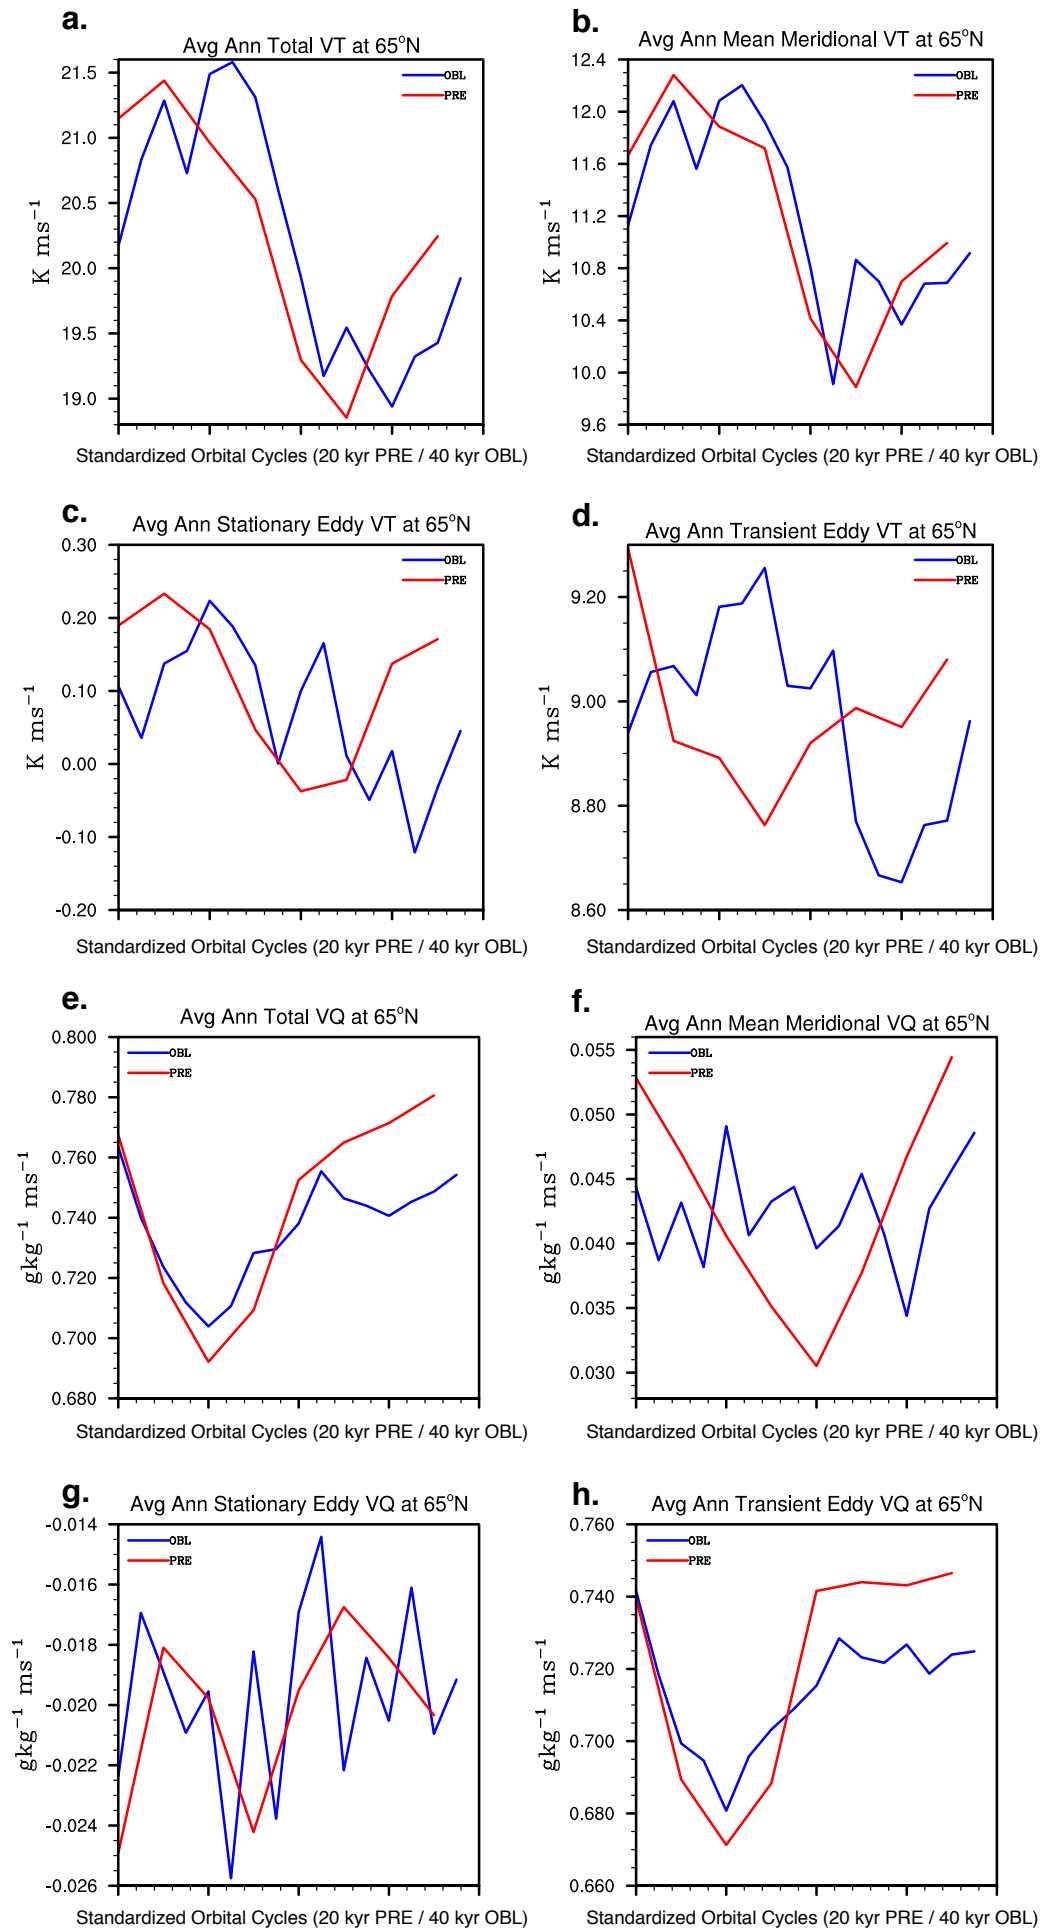 a.
Avg Ann Total VT at 65°N
OBL
PRE
21.5
21.0
20.5
20.0
19.5
19.0
K ms⁻¹
Standardized Orbital Cycles (20 kyr PRE / 40 kyr OBL)
b.
Avg Ann Mean Meridional VT at 65°N
OBL
PRE
12.4
12.0
11.6
11.2
10.8
10.4
10.0
9.6
K ms⁻¹
Standardized Orbital Cycles (20 kyr PRE / 40 kyr OBL)
c.
Avg Ann Stationary Eddy VT at 65°N
OBL
PRE
0.30
0.20
0.10
0.00
-0.10
-0.20
K ms⁻¹
Standardized Orbital Cycles (20 kyr PRE / 40 kyr OBL)
d.
Avg Ann Transient Eddy VT at 65°N
OBL
PRE
9.20
9.00
8.80
8.60
K ms⁻¹
Standardized Orbital Cycles (20 kyr PRE / 40 kyr OBL)
e.
Avg Ann Total VQ at 65°N
OBL
PRE
0.800
0.780
0.760
0.740
0.720
0.700
0.680
gkg⁻¹ ms⁻¹
Standardized Orbital Cycles (20 kyr PRE / 40 kyr OBL)
f.
Avg Ann Mean Meridional VQ at 65°N
OBL
PRE
0.055
0.050
0.045
0.040
0.035
0.030
gkg⁻¹ ms⁻¹
Standardized Orbital Cycles (20 kyr PRE / 40 kyr OBL)
g.
Avg Ann Stationary Eddy VQ at 65°N
OBL
PRE
-0.014
-0.016
-0.018
-0.020
-0.022
-0.024
-0.026
gkg⁻¹ ms⁻¹
Standardized Orbital Cycles (20 kyr PRE / 40 kyr OBL)
h.
Avg Ann Transient Eddy VQ at 65°N
OBL
PRE
0.760
0.740
0.720
0.700
0.680
0.660
gkg⁻¹ ms⁻¹
Standardized Orbital Cycles (20 kyr PRE / 40 kyr OBL)